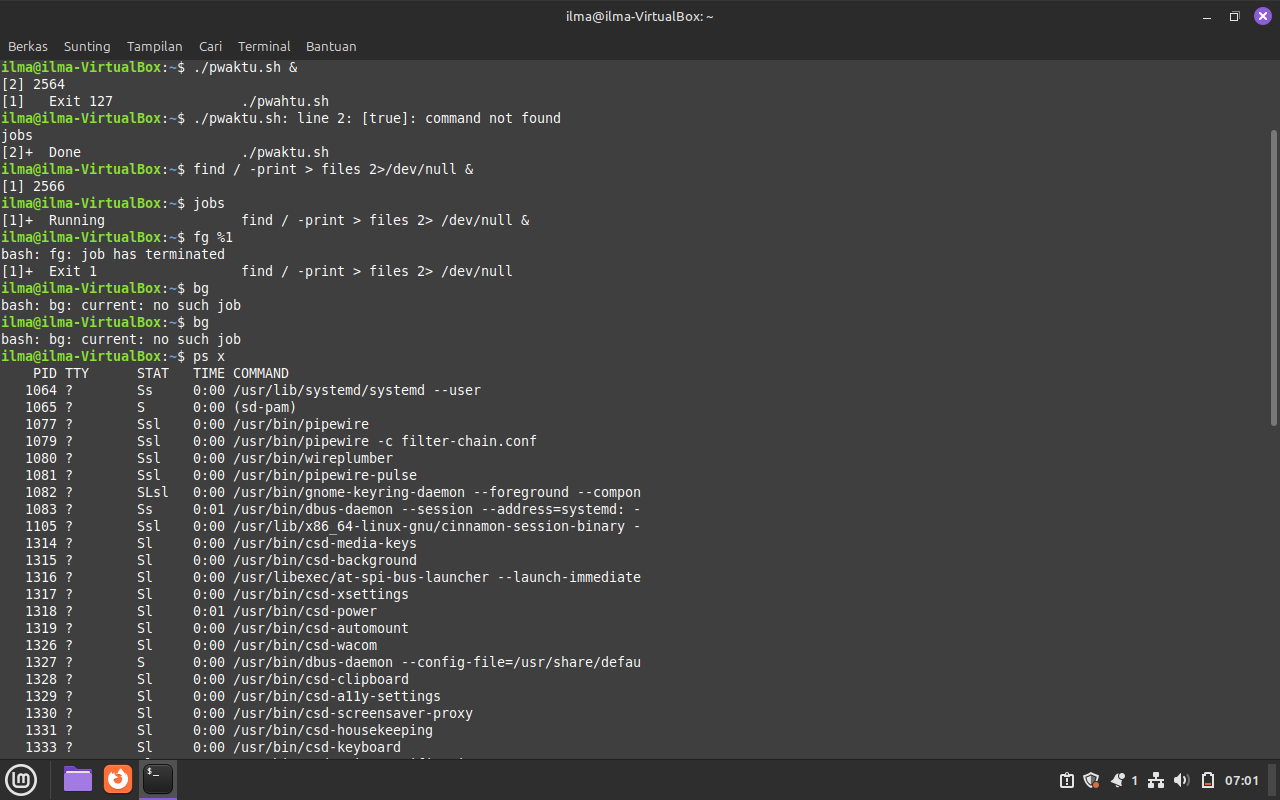 ilma@ilma-VirtualBox: ~
Berkas Sunting Tampilan Cari Terminal Bantuan
ilma@ilma-VirtualBox:~$ ./pwaktu.sh &
[2] 2564
[1]   Exit 127                ./pwahtu.sh
ilma@ilma-VirtualBox:~$ ./pwaktu.sh: line 2: [true]: command not found
jobs
[2]+  Done                    ./pwaktu.sh
ilma@ilma-VirtualBox:~$ find / -print > files 2>/dev/null &
[1] 2566
ilma@ilma-VirtualBox:~$ jobs
[1]+  Running                 find / -print > files 2> /dev/null &
ilma@ilma-VirtualBox:~$ fg %1
bash: fg: job has terminated
[1]+  Exit 1                  find / -print > files 2> /dev/null
ilma@ilma-VirtualBox:~$ bg
bash: bg: current: no such job
ilma@ilma-VirtualBox:~$ bg
bash: bg: current: no such job
ilma@ilma-VirtualBox:~$ ps x
    PID TTY      STAT   TIME COMMAND
   1064 ?        Ss     0:00 /usr/lib/systemd/systemd --user
   1065 ?        S      0:00 (sd-pam)
   1077 ?        Ssl    0:00 /usr/bin/pipewire
   1079 ?        Ssl    0:00 /usr/bin/pipewire -c filter-chain.conf
   1080 ?        Ssl    0:00 /usr/bin/wireplumber
   1081 ?        Ssl    0:00 /usr/bin/pipewire-pulse
   1082 ?        SLsl   0:00 /usr/bin/gnome-keyring-daemon --foreground --compon
   1083 ?        Ss     0:01 /usr/bin/dbus-daemon --session --address=systemd: -
   1105 ?        Ssl    0:00 /usr/lib/x86_64-linux-gnu/cinnamon-session-binary -
   1314 ?        Sl     0:00 /usr/bin/csd-media-keys
   1315 ?        Sl     0:00 /usr/bin/csd-background
   1316 ?        Sl     0:00 /usr/libexec/at-spi-bus-launcher --launch-immediate
   1317 ?        Sl     0:00 /usr/bin/csd-xsettings
   1318 ?        Sl     0:01 /usr/bin/csd-power
   1319 ?        Sl     0:00 /usr/bin/csd-automount
   1326 ?        Sl     0:00 /usr/bin/csd-wacom
   1327 ?        S      0:00 /usr/bin/dbus-daemon --config-file=/usr/share/defau
   1328 ?        Sl     0:00 /usr/bin/csd-clipboard
   1329 ?        Sl     0:00 /usr/bin/csd-a11y-settings
   1330 ?        Sl     0:00 /usr/bin/csd-screensaver-proxy
   1331 ?        Sl     0:00 /usr/bin/csd-housekeeping
   1333 ?        Sl     0:00 /usr/bin/csd-keyboard
1 07:01